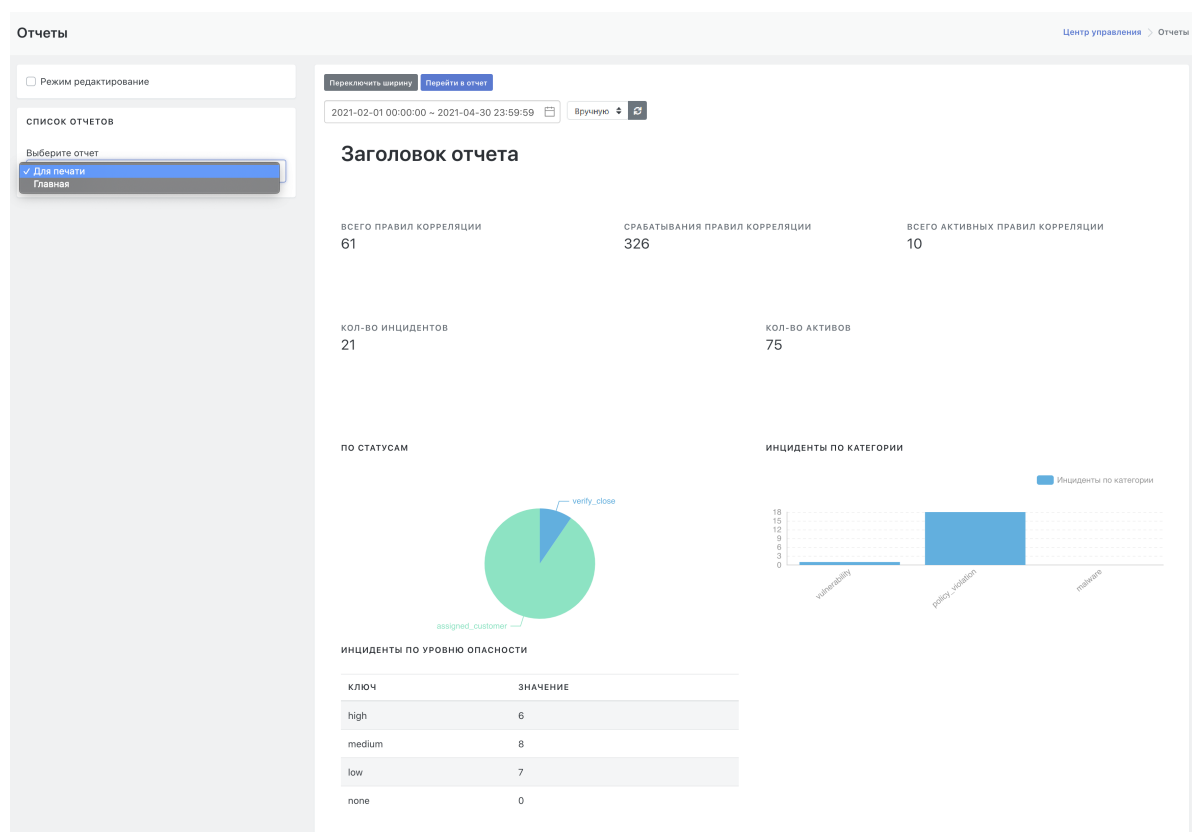 Отчеты
Центр управления > Отчеты
Режим редактирование
СПИСОК ОТЧЕТОВ
Выберите отчет
✓ Для печати
Главная
Переключить ширину
Перейти в отчет
2021-02-01 00:00:00 ~ 2021-04-30 23:59:59
Вручную
Заголовок отчета
ВСЕГО ПРАВИЛ КОРРЕЛЯЦИИ
61
СРАБАТЫВАНИЯ ПРАВИЛ КОРРЕЛЯЦИИ
326
ВСЕГО АКТИВНЫХ ПРАВИЛ КОРРЕЛЯЦИИ
10
КОЛ-ВО ИНЦИДЕНТОВ
21
КОЛ-ВО АКТИВОВ
75
ПО СТАТУСАМ
verify_close
assigned_customer
ИНЦИДЕНТЫ ПО КАТЕГОРИИ
Инциденты по категории
18
15
12
9
6
3
0
vulnerability
policy_violation
malware
ИНЦИДЕНТЫ ПО УРОВНЮ ОПАСНОСТИ
КЛЮЧ ЗНАЧЕНИЕ
high 6
medium 8
low 7
none 0